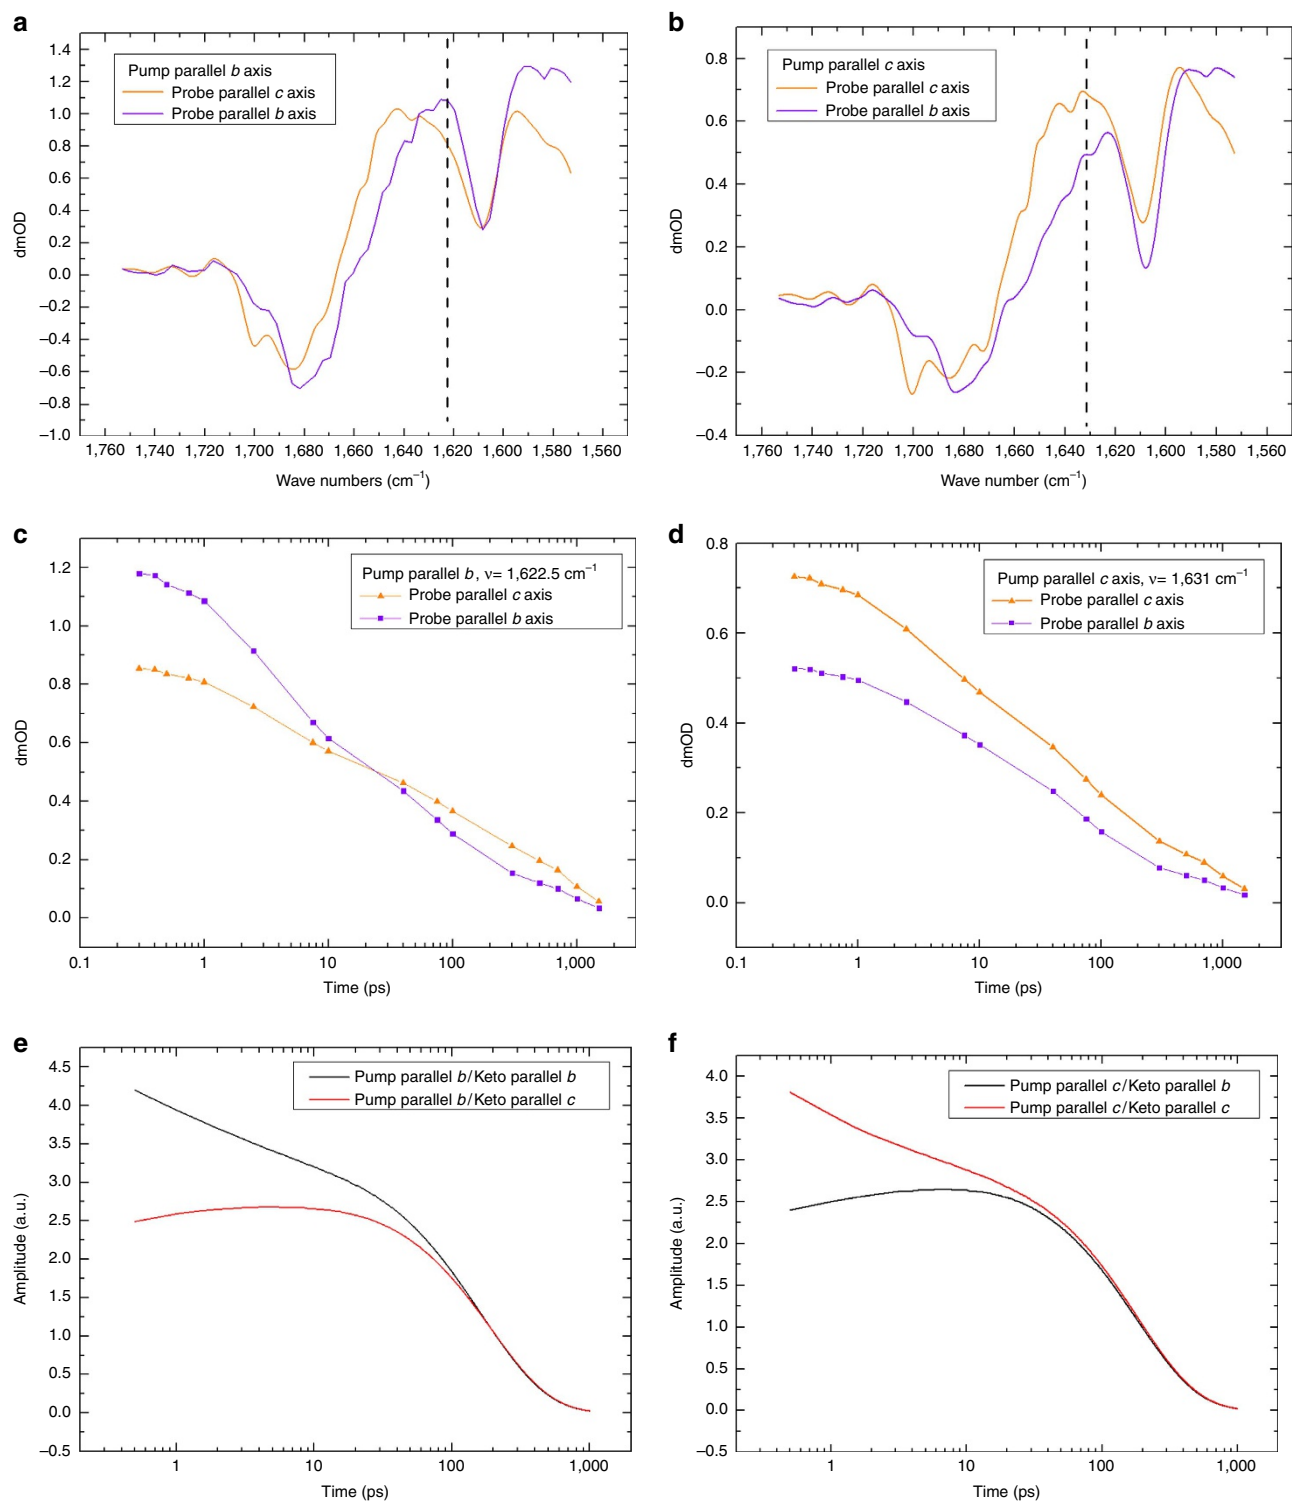 a
Pump parallel b axis
Probe parallel c axis
Probe parallel b axis
1.4
1.2
1.0
0.8
0.6
0.4
0.2
0.0
–0.2
–0.4
–0.6
–0.8
–1.0
dmOD
1,760 1,740 1,720 1,700 1,680 1,660 1,640 1,620 1,600 1,580 1,560
Wave numbers (cm⁻¹)
b
Pump parallel c axis
Probe parallel c axis
Probe parallel b axis
0.8
0.6
0.4
0.2
0.0
–0.2
–0.4
dmOD
1,760 1,740 1,720 1,700 1,680 1,660 1,640 1,620 1,600 1,580 1,560
Wave number (cm⁻¹)
c
Pump parallel b , ν= 1,622.5 cm⁻¹
Probe parallel c axis
Probe parallel b axis
1.2
1.0
0.8
0.6
0.4
0.2
0.0
dmOD
0.1 1 10 100 1,000
Time (ps)
d
Pump parallel c axis, ν= 1,631 cm⁻¹
Probe parallel c axis
Probe parallel b axis
0.8
0.6
0.4
0.2
0.0
dmOD
0.1 1 10 100 1,000
Time (ps)
e
Pump parallel b/Keto parallel b
Pump parallel b/Keto parallel c
4.5
4.0
3.5
3.0
2.5
2.0
1.5
1.0
0.5
0.0
–0.5
Amplitude (a.u.)
1 10 100 1,000
Time (ps)
f
Pump parallel c/Keto parallel b
Pump parallel c/Keto parallel c
4.0
3.5
3.0
2.5
2.0
1.5
1.0
0.5
0.0
–0.5
Amplitude (a.u.)
1 10 100 1,000
Time (ps)